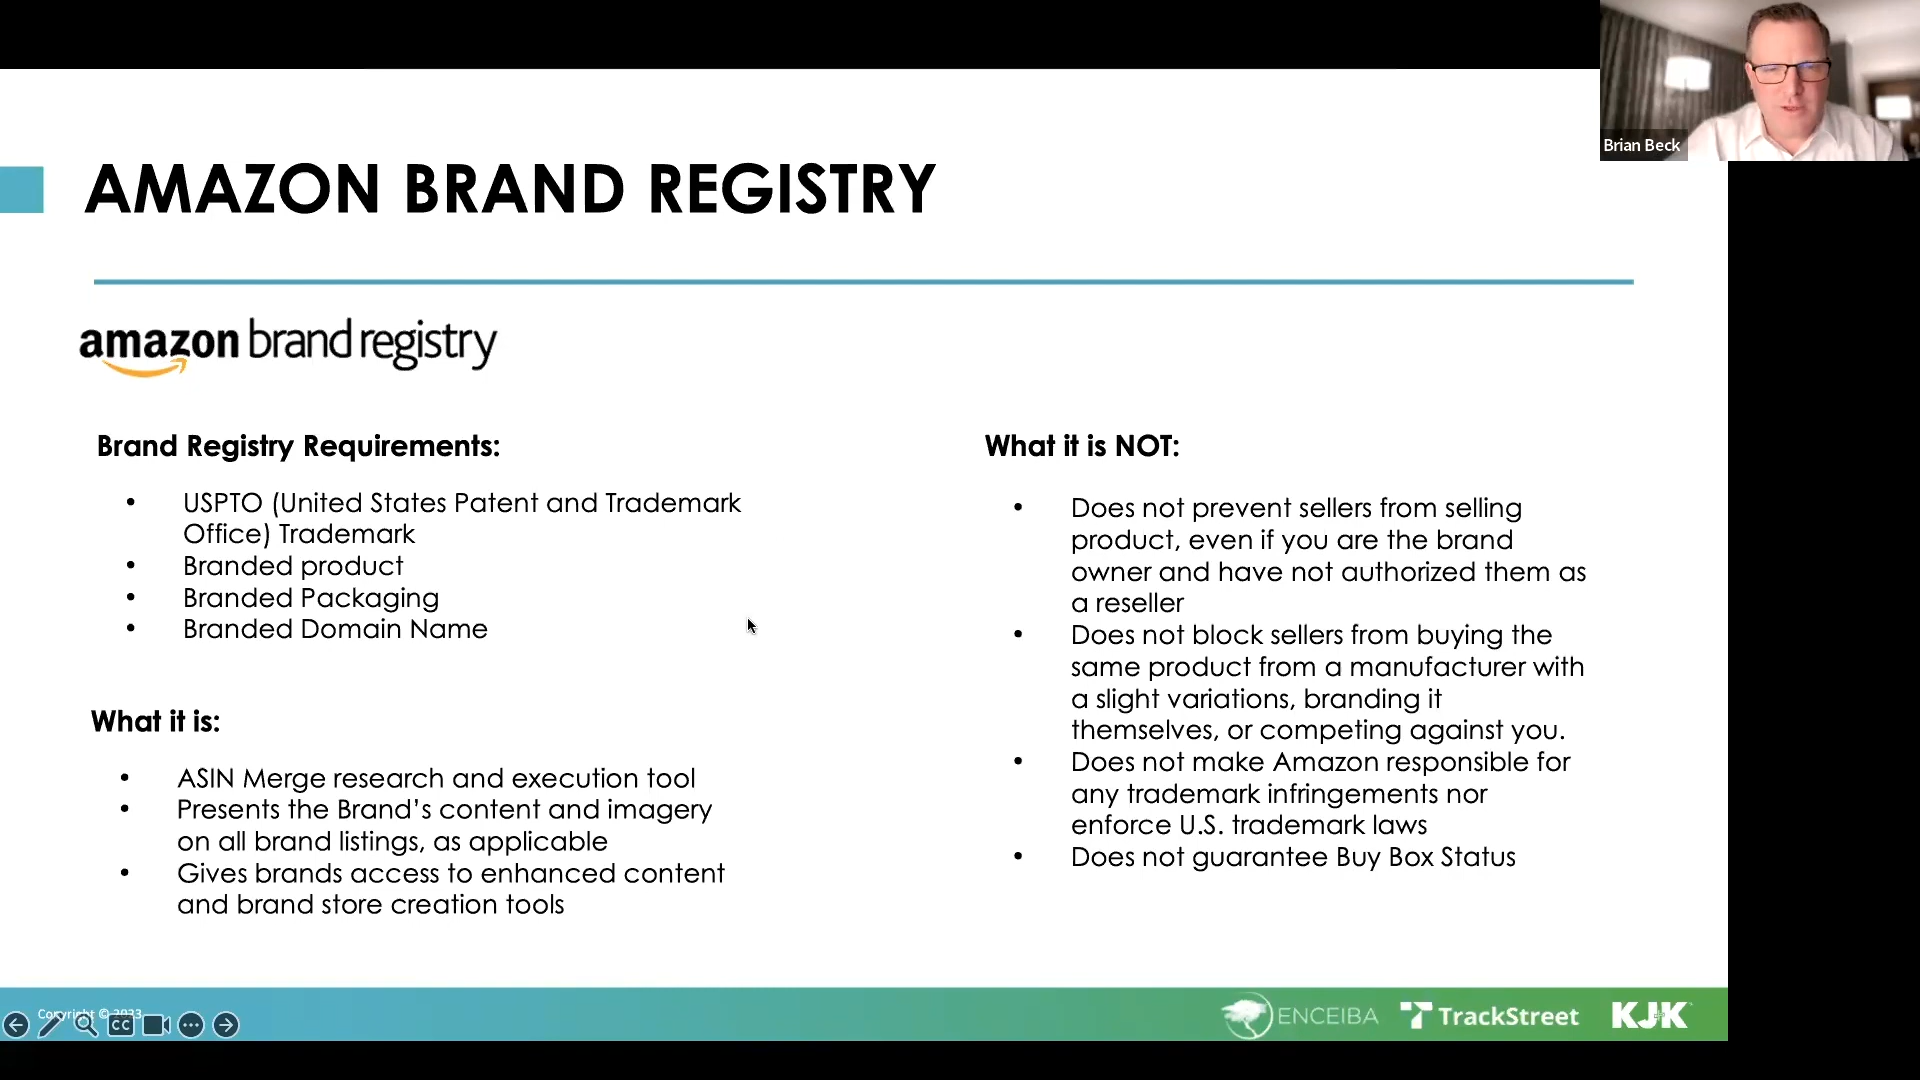 Brian Beck
AMAZON BRAND REGISTRY
amazon brand registry
Brand Registry Requirements:
• USPTO (United States Patent and Trademark
Office) Trademark
• Branded product
• Branded Packaging
• Branded Domain Name
What it is:
• ASIN Merge research and execution tool
• Presents the Brand’s content and imagery
on all brand listings, as applicable
• Gives brands access to enhanced content
and brand store creation tools
What it is NOT:
• Does not prevent sellers from selling
product, even if you are the brand
owner and have not authorized them as
a reseller
• Does not block sellers from buying the
same product from a manufacturer with
a slight variations, branding it
themselves, or competing against you.
• Does not make Amazon responsible for
any trademark infringements nor
enforce U.S. trademark laws
• Does not guarantee Buy Box Status
Copyright © 2023
CC
ENCEIBA
TrackStreet
KJK